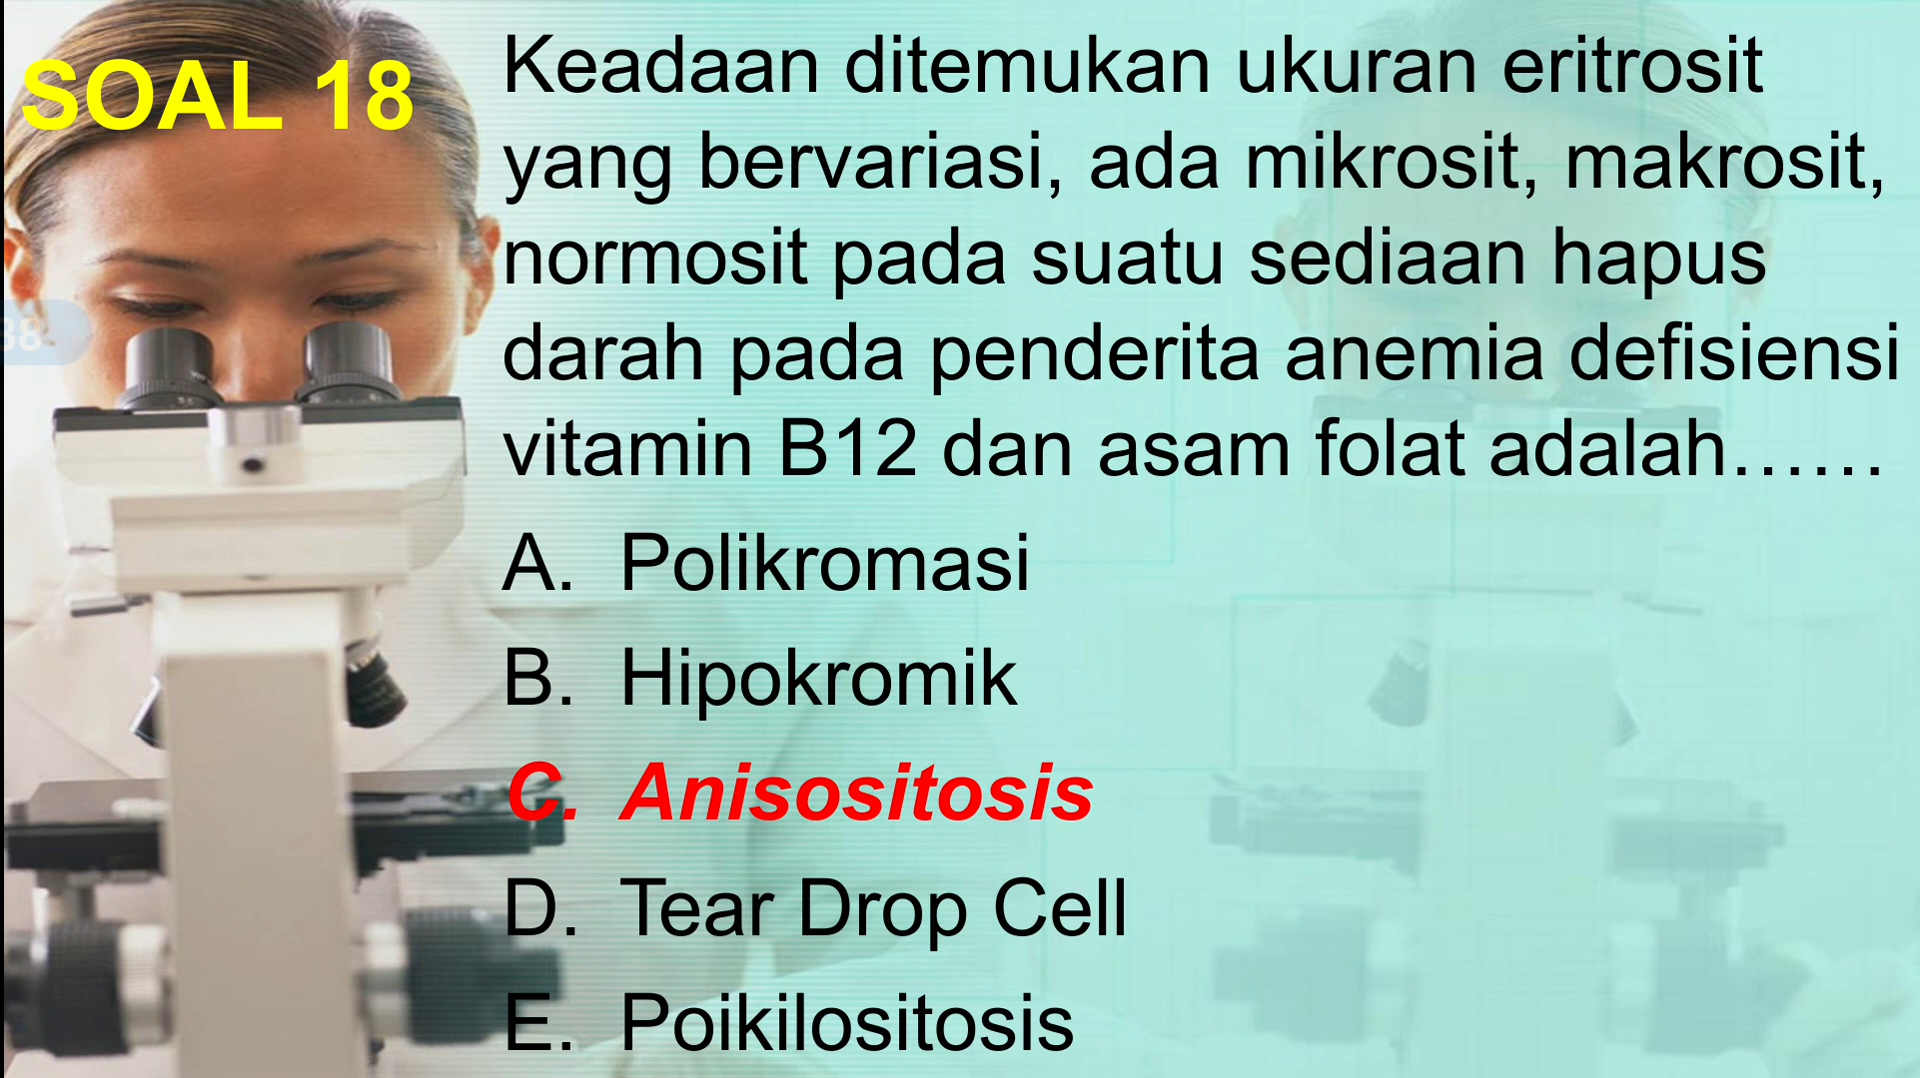 SOAL 18
Keadaan ditemukan ukuran eritrosit
yang bervariasi, ada mikrosit, makrosit,
normosit pada suatu sediaan hapus
darah pada penderita anemia defisiensi
vitamin B12 dan asam folat adalah......
A. Polikromasi
B. Hipokromik
C. Anisositosis
D. Tear Drop Cell
E. Poikilositosis
38